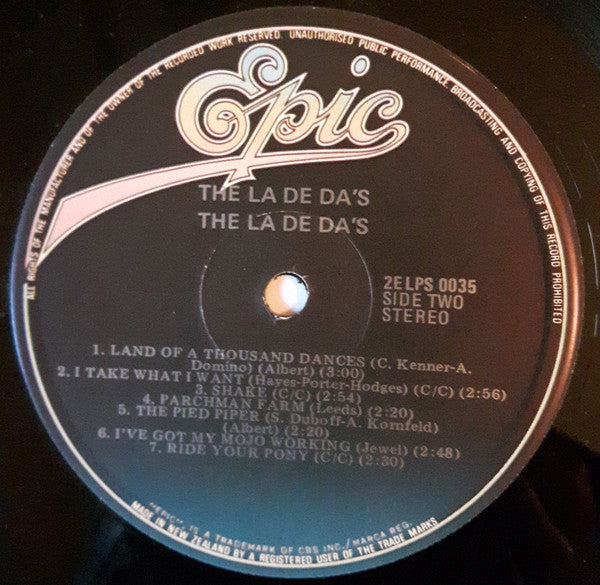 ALL RIGHTS OF THE MANUFACTURER AND OF THE OWNER OF THE RECORDED WORK RESERVED. UNAUTHORISED PUBLIC PERFORMANCE, BROADCASTING AND COPYING OF THIS RECORD PROHIBITED
Epic
THE LA DE DA'S
THE LA DE DA'S
2ELPS 0035
SIDE TWO
STEREO
1. LAND OF A THOUSAND DANCES (C. Kenner-A.
Domino) (Albert) (3:00)
2. I TAKE WHAT I WANT (Hayes-Porter-Hodges) (C/C) (2:56)
3. SHAKE (C/C) (2:54)
4. PARCHMAN FARM (Leeds) (2:20)
5. THE PIED PIPER (S. Duboff-A. Kornfeld)
(Albert) (2:20)
6. I'VE GOT MY MOJO WORKING (Jewel) (2:48)
7. RIDE YOUR PONY (C/C) (2:30)
"EPIC" IS A TRADEMARK OF CBS INC./MARCA REG.
MADE IN NEW ZEALAND BY A REGISTERED USER OF THE TRADE MARKS